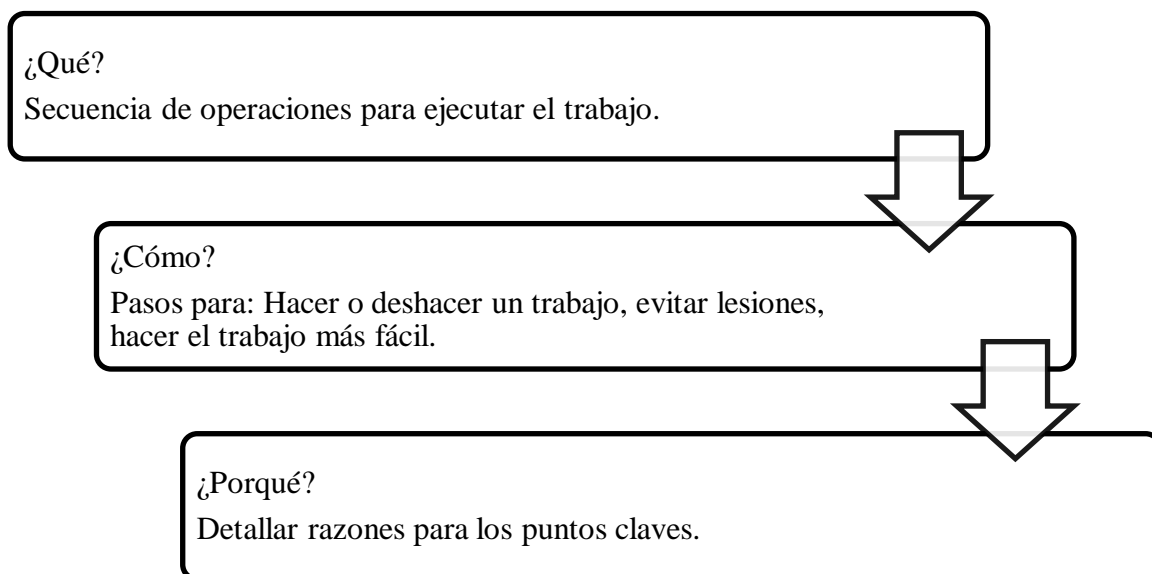 ¿Qué?
Secuencia de operaciones para ejecutar el trabajo.
¿Cómo?
Pasos para: Hacer o deshacer un trabajo, evitar lesiones,
hacer el trabajo más fácil.
¿Porqué?
Detallar razones para los puntos claves.